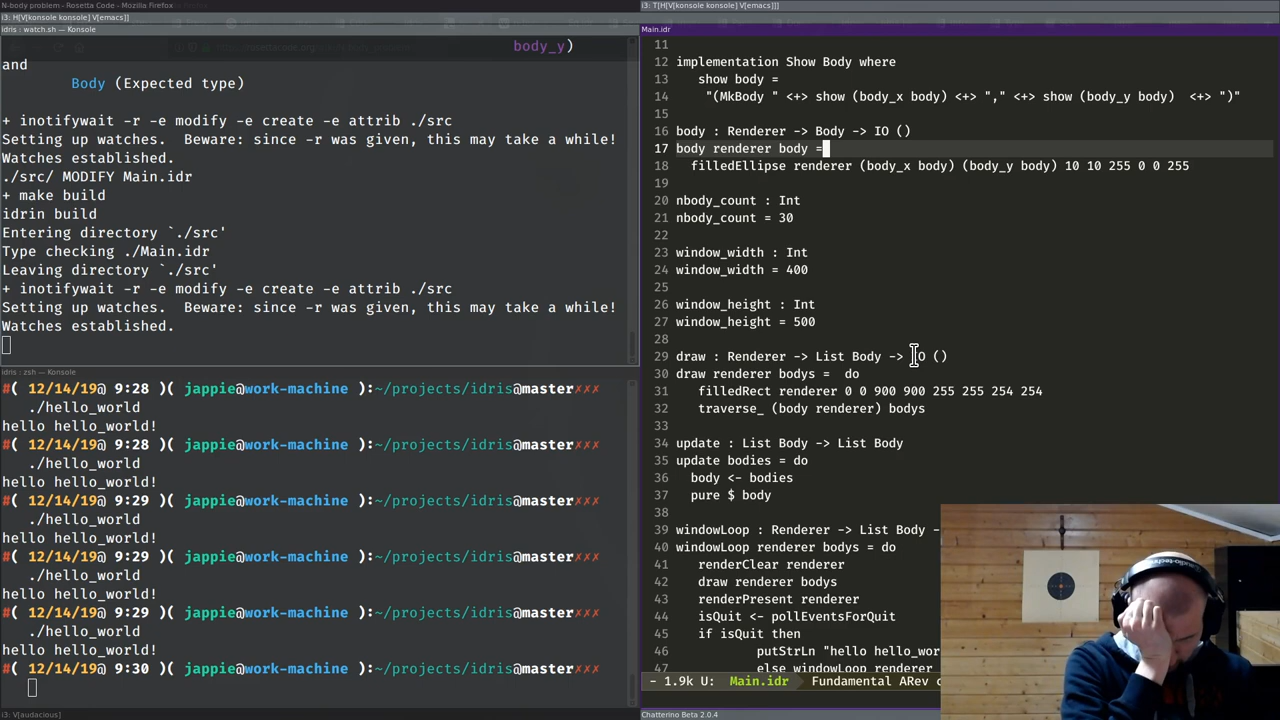 N-body problem - Rosetta Code - Mozilla Firefox
i3: H[V[konsole konsole] V[emacs]]
idris : watch.sh — Konsole
body_y)
and
Body (Expected type)
+ inotifywait -r -e modify -e create -e attrib ./src
Setting up watches.  Beware: since -r was given, this may take a while!
Watches established.
./src/ MODIFY Main.idr
+ make build
idrin build
Entering directory `./src'
Type checking ./Main.idr
Leaving directory `./src'
+ inotifywait -r -e modify -e create -e attrib ./src
Setting up watches.  Beware: since -r was given, this may take a while!
Watches established.
idris : zsh — Konsole
#( 12/14/19@ 9:28 )( jappie@work-machine ):~/projects/idris@master✗✗✗
./hello_world
hello hello_world!
#( 12/14/19@ 9:28 )( jappie@work-machine ):~/projects/idris@master✗✗✗
./hello_world
hello hello_world!
#( 12/14/19@ 9:29 )( jappie@work-machine ):~/projects/idris@master✗✗✗
./hello_world
hello hello_world!
#( 12/14/19@ 9:29 )( jappie@work-machine ):~/projects/idris@master✗✗✗
./hello_world
hello hello_world!
#( 12/14/19@ 9:29 )( jappie@work-machine ):~/projects/idris@master✗✗✗
./hello_world
hello hello_world!
#( 12/14/19@ 9:30 )( jappie@work-machine ):~/projects/idris@master✗✗✗
i3: V[audacious]
i3: T[H[V[konsole konsole] V[emacs]]]
Main.idr
11
12 implementation Show Body where
13 show body =
14 "(MkBody " <+> show (body_x body) <+> "," <+> show (body_y body)  <+> ")"
15
16 body : Renderer -> Body -> IO ()
17 body renderer body =
18 filledEllipse renderer (body_x body) (body_y body) 10 10 255 0 0 255
19
20 nbody_count : Int
21 nbody_count = 30
22
23 window_width : Int
24 window_width = 400
25
26 window_height : Int
27 window_height = 500
28
29 draw : Renderer -> List Body -> IO ()
30 draw renderer bodys =  do
31 filledRect renderer 0 0 900 900 255 255 254 254
32 traverse_ (body renderer) bodys
33
34 update : List Body -> List Body
35 update bodies = do
36 body <- bodies
37 pure $ body
38
39 windowLoop : Renderer -> List Body -
40 windowLoop renderer bodys = do
41 renderClear renderer
42 draw renderer bodys
43 renderPresent renderer
44 isQuit <- pollEventsForQuit
45 if isQuit then
46 putStrLn "hello hello_wor
47 else windowLoop renderer
- 1.9k U: Main.idr Fundamental ARev
Chatterino Beta 2.0.4